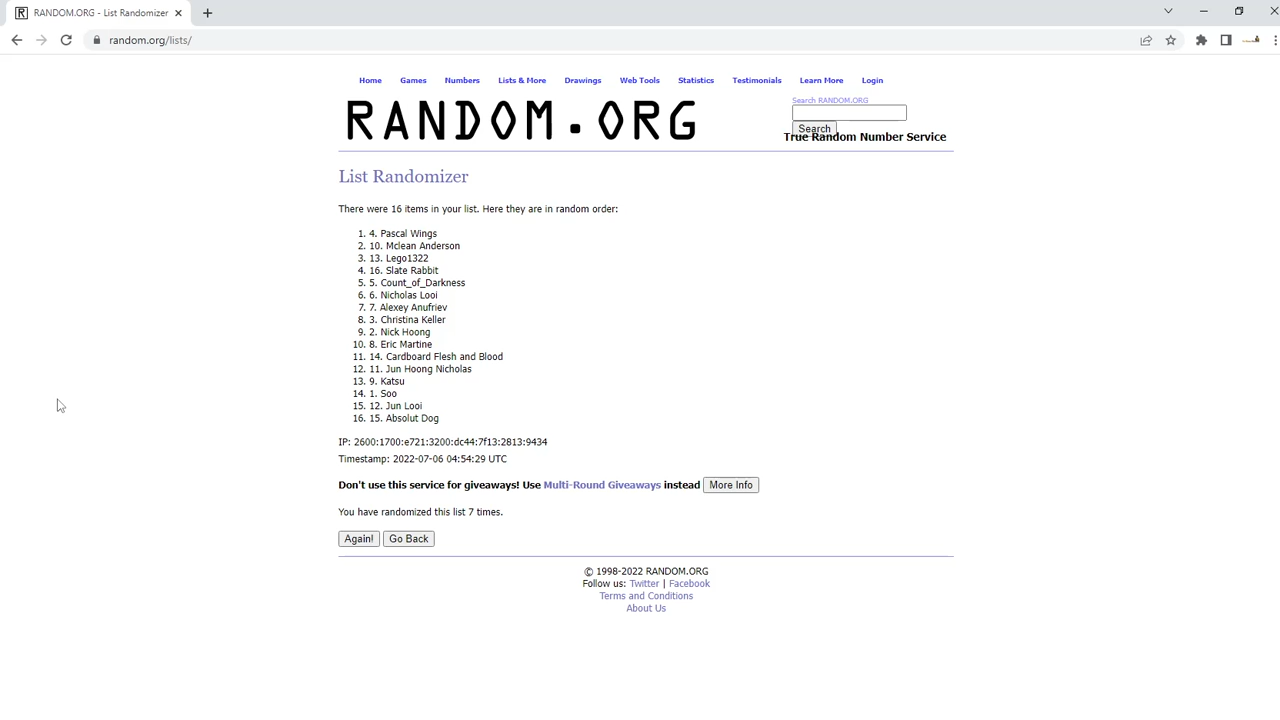 RANDOM.ORG - List Randomizer
random.org/lists/
Home Games Numbers Lists & More Drawings Web Tools Statistics Testimonials Learn More Login
RANDOM.ORG
Search RANDOM.ORG
Search
True Random Number Service
List Randomizer
There were 16 items in your list. Here they are in random order:
1. 4. Pascal Wings
2. 10. Mclean Anderson
3. 13. Lego1322
4. 16. Slate Rabbit
5. 5. Count_of_Darkness
6. 6. Nicholas Looi
7. 7. Alexey Anufriev
8. 3. Christina Keller
9. 2. Nick Hoong
10. 8. Eric Martine
11. 14. Cardboard Flesh and Blood
12. 11. Jun Hoong Nicholas
13. 9. Katsu
14. 1. Soo
15. 12. Jun Looi
16. 15. Absolut Dog
IP: 2600:1700:e721:3200:dc44:7f13:2813:9434
Timestamp: 2022-07-06 04:54:29 UTC
Don't use this service for giveaways! Use Multi-Round Giveaways instead More Info
You have randomized this list 7 times.
Again! Go Back
© 1998-2022 RANDOM.ORG
Follow us: Twitter | Facebook
Terms and Conditions
About Us